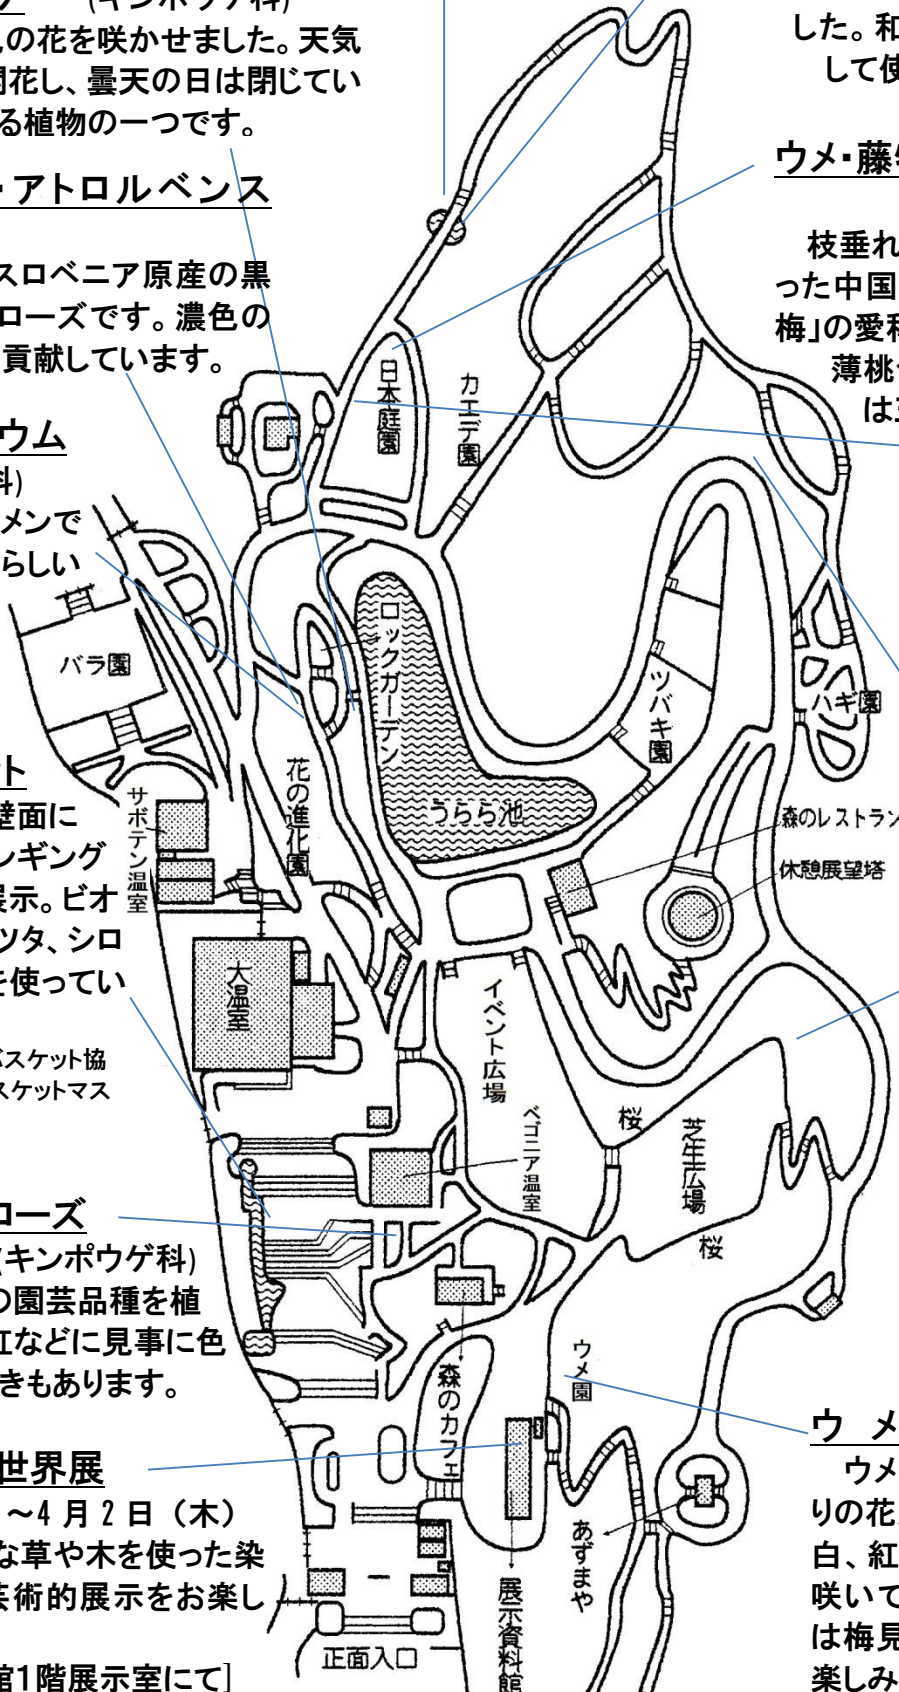 (キンポウゲ科)
の花を咲かせました。天気
開花し、曇天の日は閉じてい
る植物の一つです。
・アトロルベンス
スロベニア原産の黒
ローズです。濃色の
貢献しています。
ウム
科)
メンで
らしい
ット
壁面に
ンギング
展示。ビオ
ツタ、シロ
を使ってい
バスケット協
スケットマス
ローズ
(キンポウゲ科)
の園芸品種を植
紅などに見事に色
きもあります。
世界展
～4月2日（木）
な草や木を使った染
芸術的展示をお楽し
館1階展示室にて]
した。和
して使
ウメ・藤
枝垂れ
った中国
梅」の愛称
薄桃
は
ウメ
ウメ
りの花
白、紅
咲いて
は梅見
楽しみ
日本庭園
カエデ園
ロックガーデン
バラ園
ツバキ園
ハギ園
花の進化園
うらら池
サボテン温室
森のレストラン
休憩展望塔
大温室
イベント広場
ベゴニア温室
桜
芝生広場
桜
ウメ園
森のカフェ
あずまや
展示資料館
正面入口